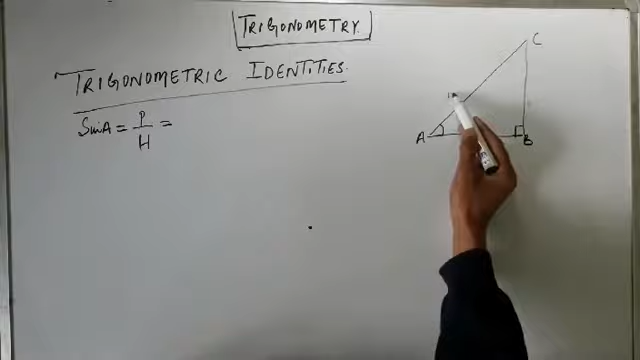 TRIGONOMETRY
TRIGONOMETRIC IDENTITIES.
SinA = P/H =
C
A
B